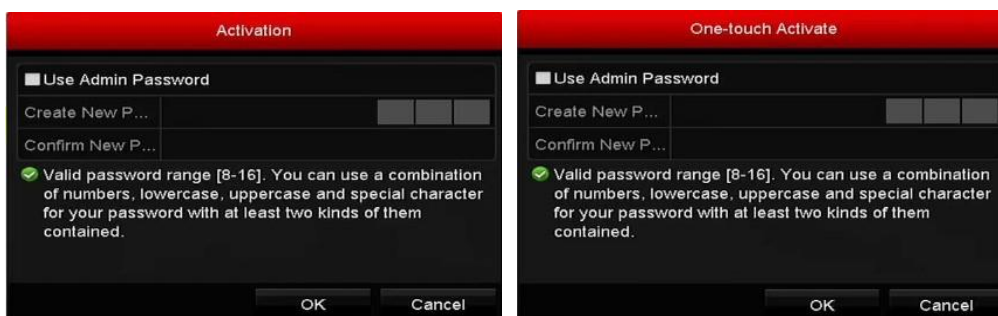 Activation
Use Admin Password
Create New P...
Confirm New P...
Valid password range [8-16]. You can use a combination
of numbers, lowercase, uppercase and special character
for your password with at least two kinds of them
contained.
OK
Cancel
One-touch Activate
Use Admin Password
Create New P...
Confirm New P...
Valid password range [8-16]. You can use a combination
of numbers, lowercase, uppercase and special character
for your password with at least two kinds of them
contained.
OK
Cancel